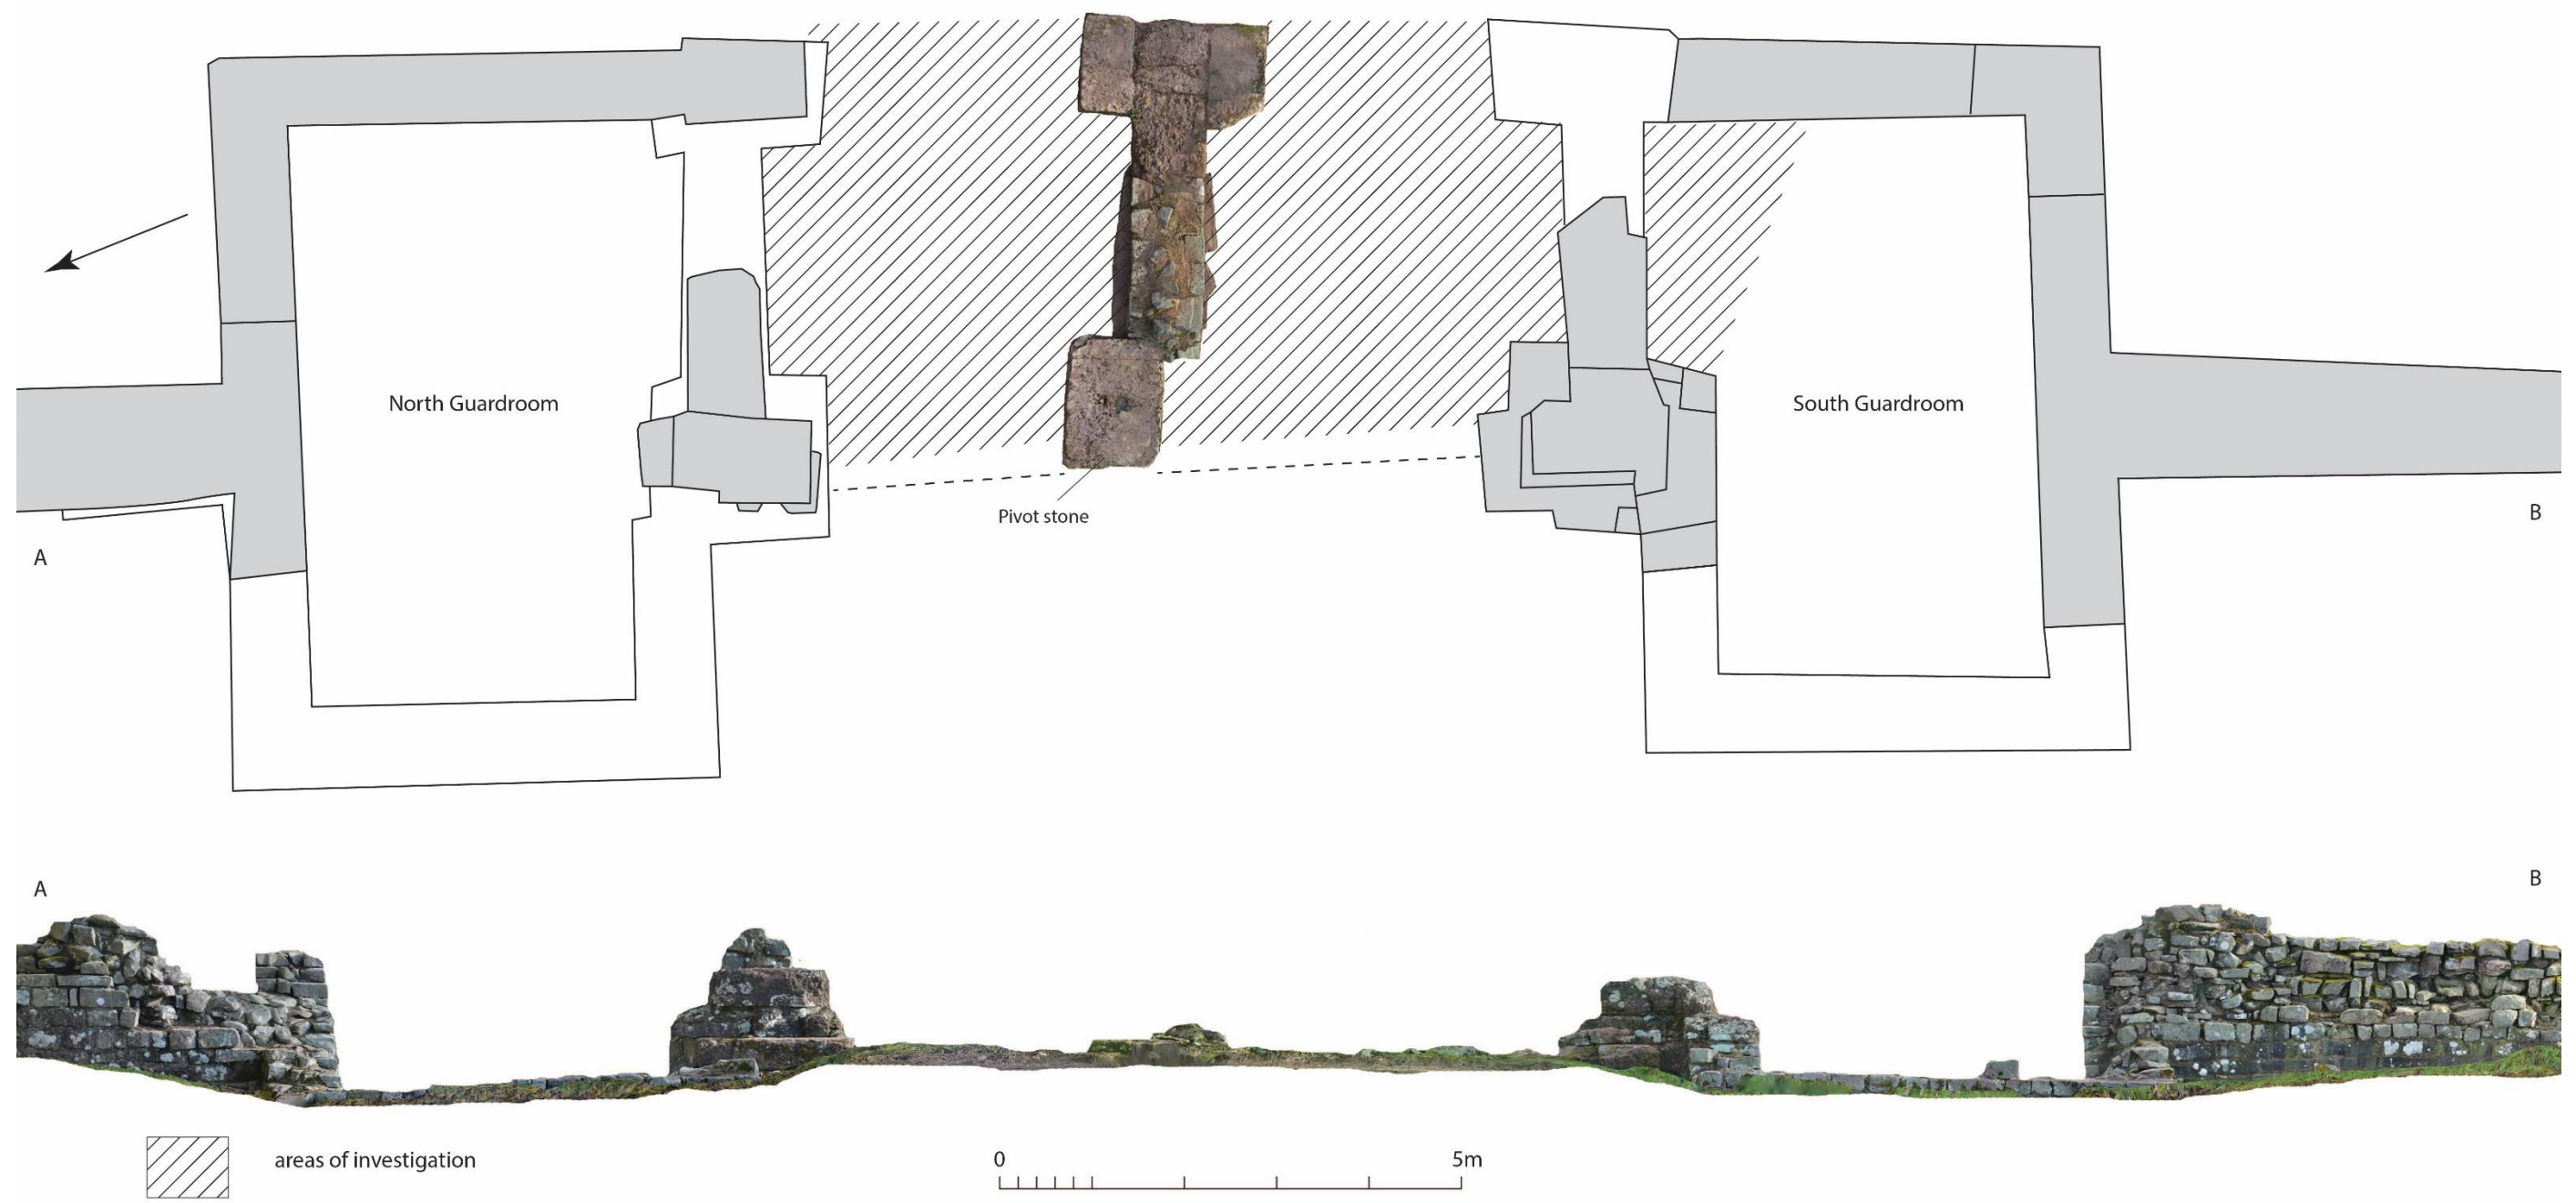 North Guardroom
South Guardroom
Pivot stone
A
B
A
B
areas of investigation
0
5m